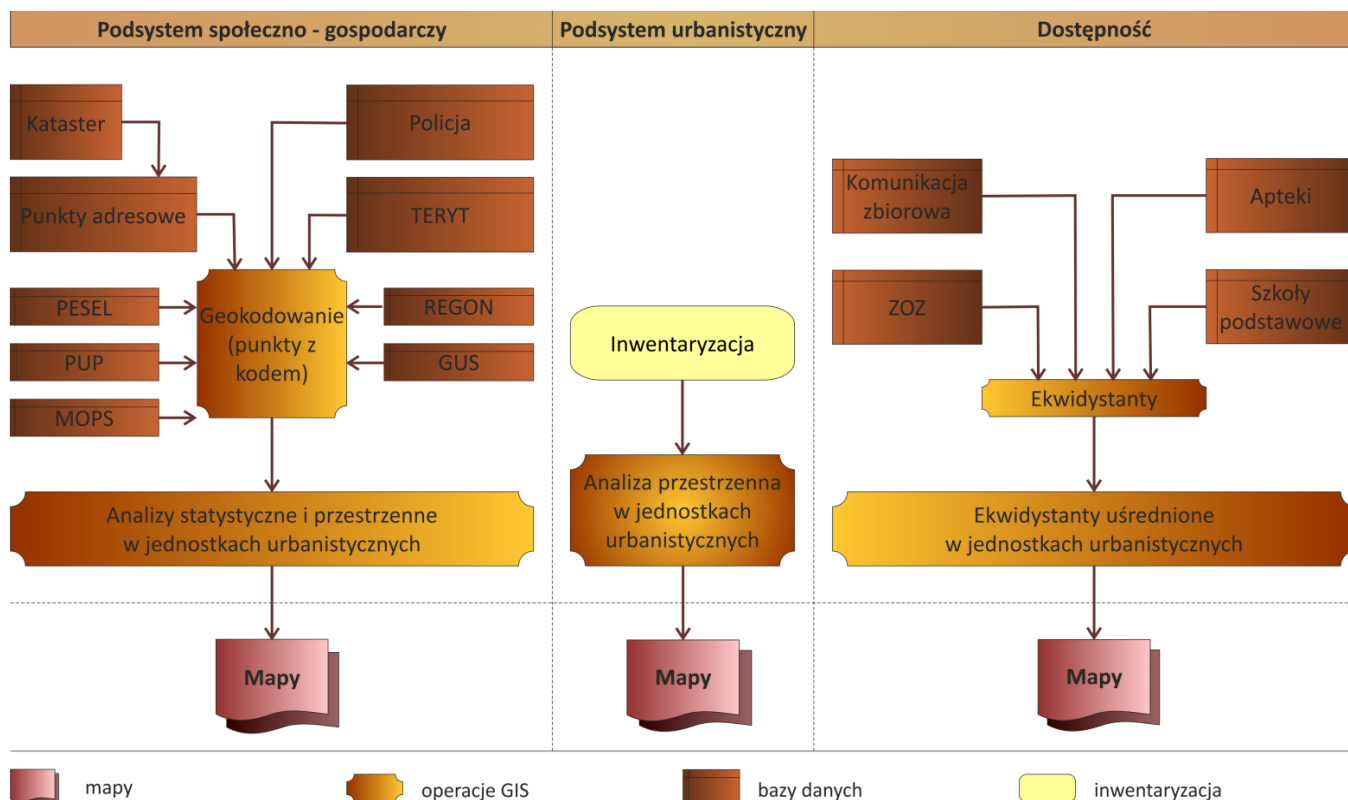 Podsystem społeczno - gospodarczy
Podsystem urbanistyczny
Dostępność
Kataster
Policja
Punkty adresowe
TERYT
PESEL
PUP
MOPS
Geokodowanie
(punkty z
kodem)
REGON
GUS
Analizy statystyczne i przestrzenne
w jednostkach urbanistycznych
Mapy
Inwentaryzacja
Analiza przestrzenna
w jednostkach
urbanistycznych
Mapy
Komunikacja
zbiorowa
Apteki
ZOZ
Szkoły
podstawowe
Ekwidystanty
Ekwidystanty uśrednione
w jednostkach urbanistycznych
Mapy
mapy
operacje GIS
bazy danych
inwentaryzacja